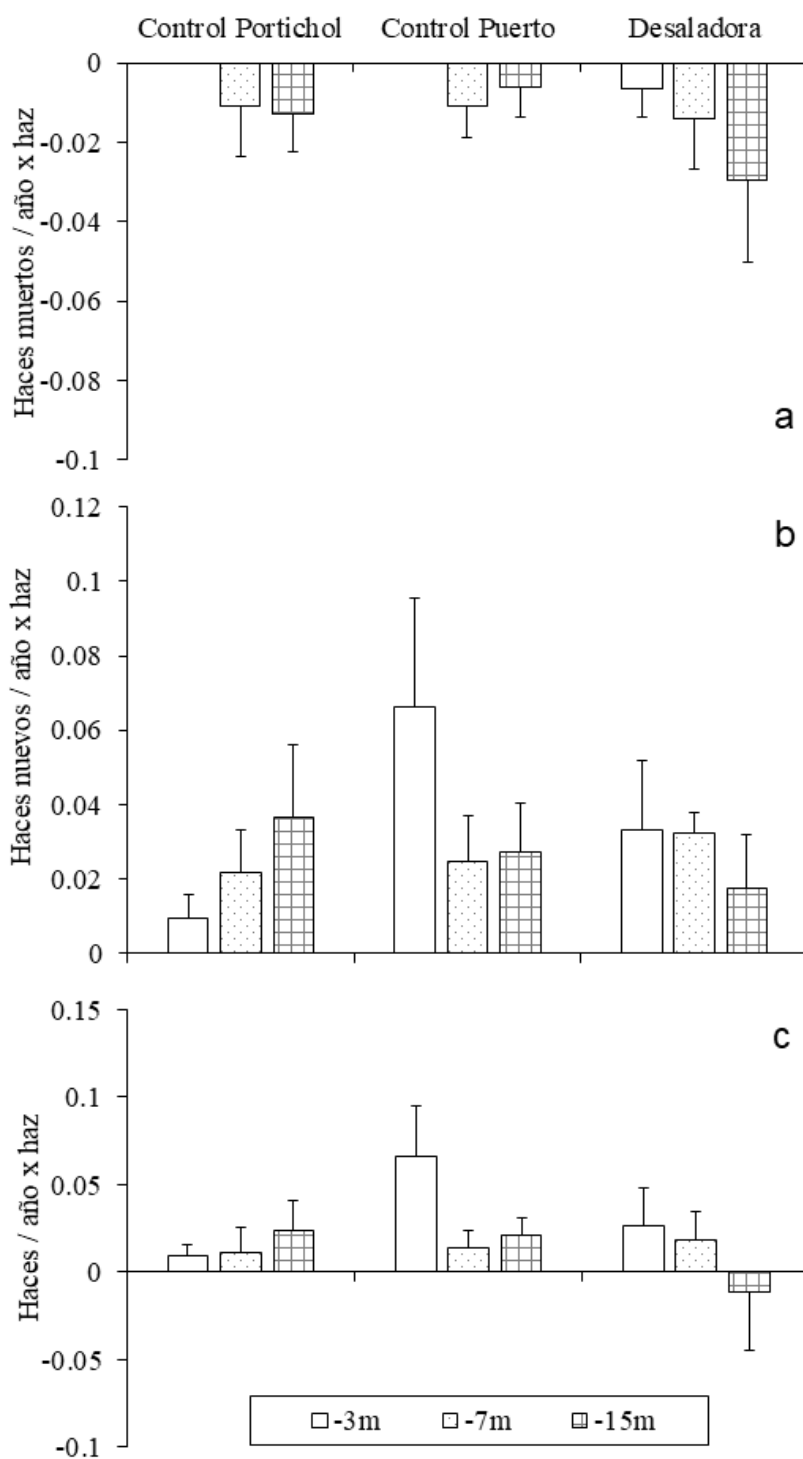 Control Portichol Control Puerto Desaladora
Haces muertos / año x haz
0
-0.02
-0.04
-0.06
-0.08
-0.1
a
Haces nuevos / año x haz
0.12
0.1
0.08
0.06
0.04
0.02
0
b
Haces / año x haz
0.15
0.1
0.05
0
-0.05
-0.1
c
-3m -7m -15m